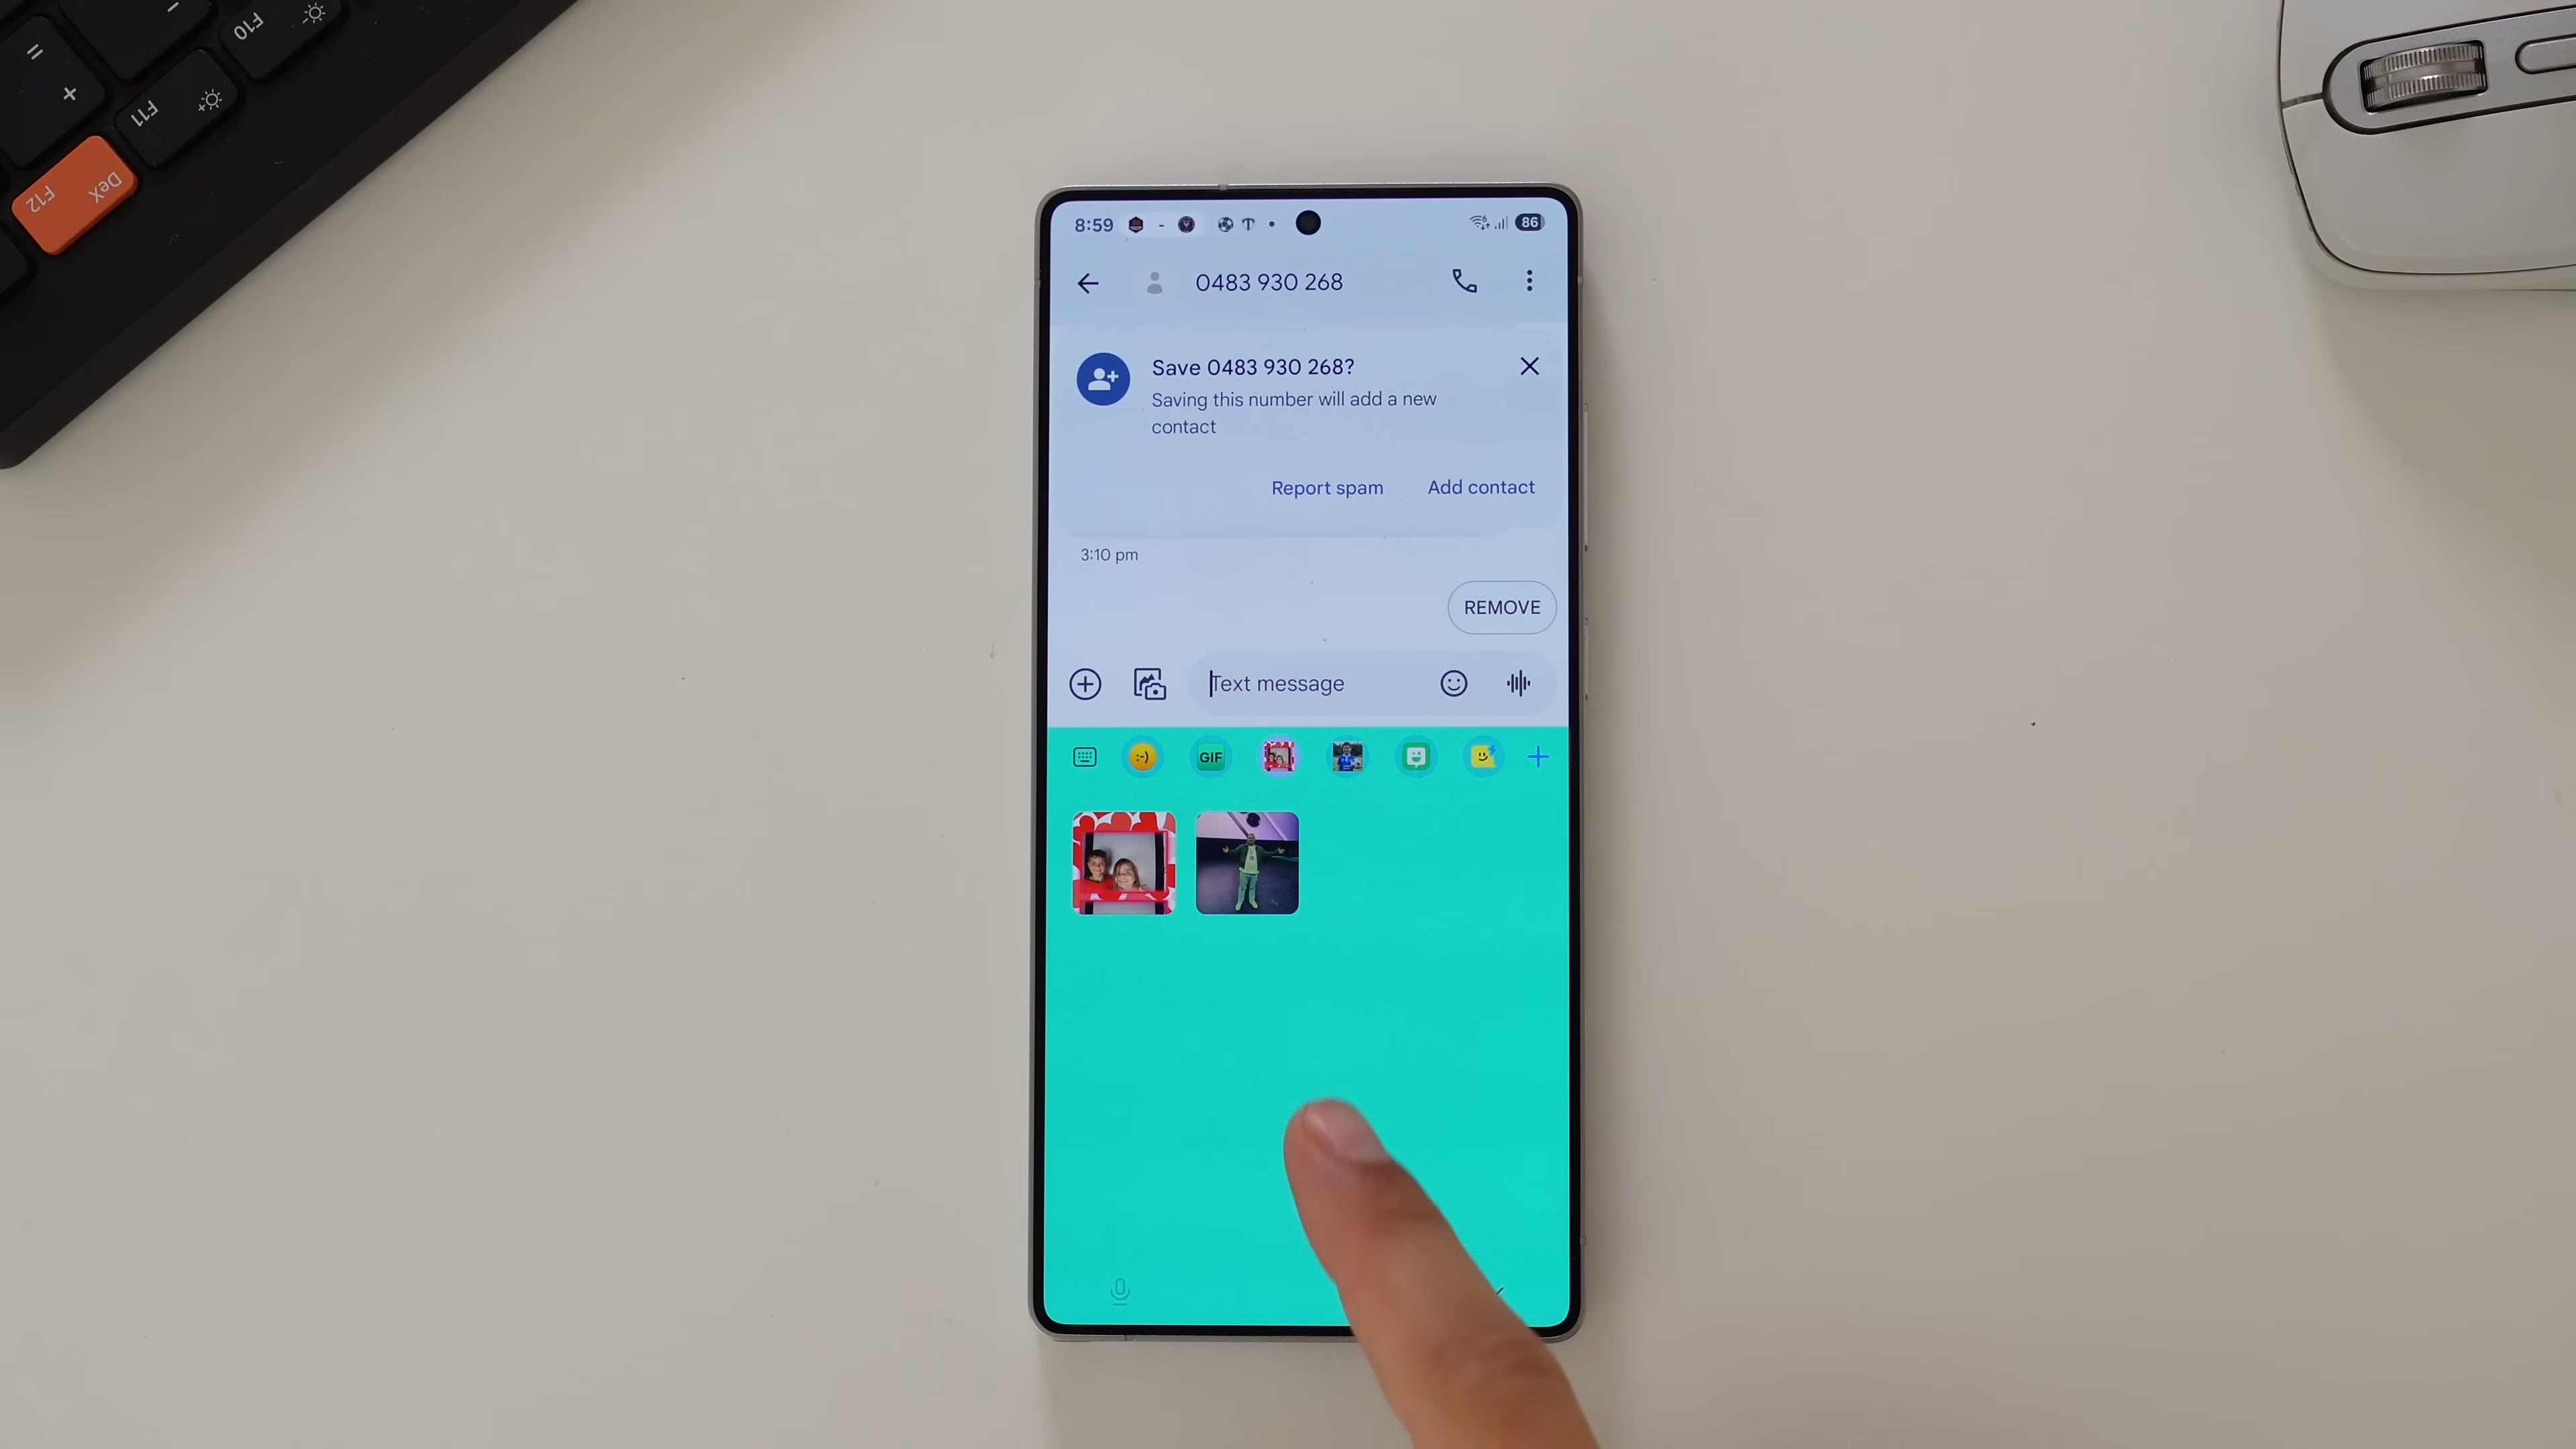 =
+
F10
F11
F12 DeX
8:59
86
0483 930 268
Save 0483 930 268?
Saving this number will add a new
contact
Report spam Add contact
3:10 pm
REMOVE
Text message
:-) GIF